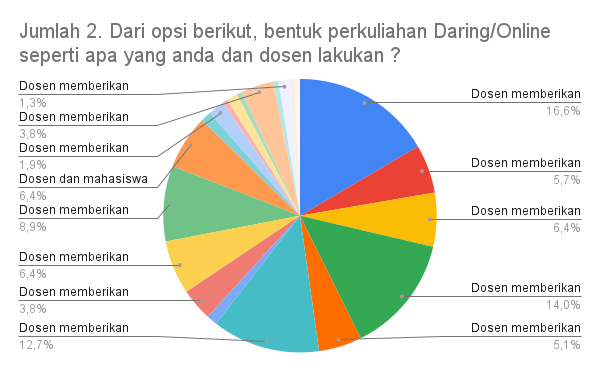 Jumlah 2. Dari opsi berikut, bentuk perkuliahan Daring/Online
seperti apa yang anda dan dosen lakukan ?
Dosen memberikan
1,3%
Dosen memberikan
3,8%
Dosen memberikan
1,9%
Dosen dan mahasiswa
6,4%
Dosen memberikan
8,9%
Dosen memberikan
6,4%
Dosen memberikan
3,8%
Dosen memberikan
12,7%
Dosen memberikan
16,6%
Dosen memberikan
5,7%
Dosen memberikan
6,4%
Dosen memberikan
14,0%
Dosen memberikan
5,1%